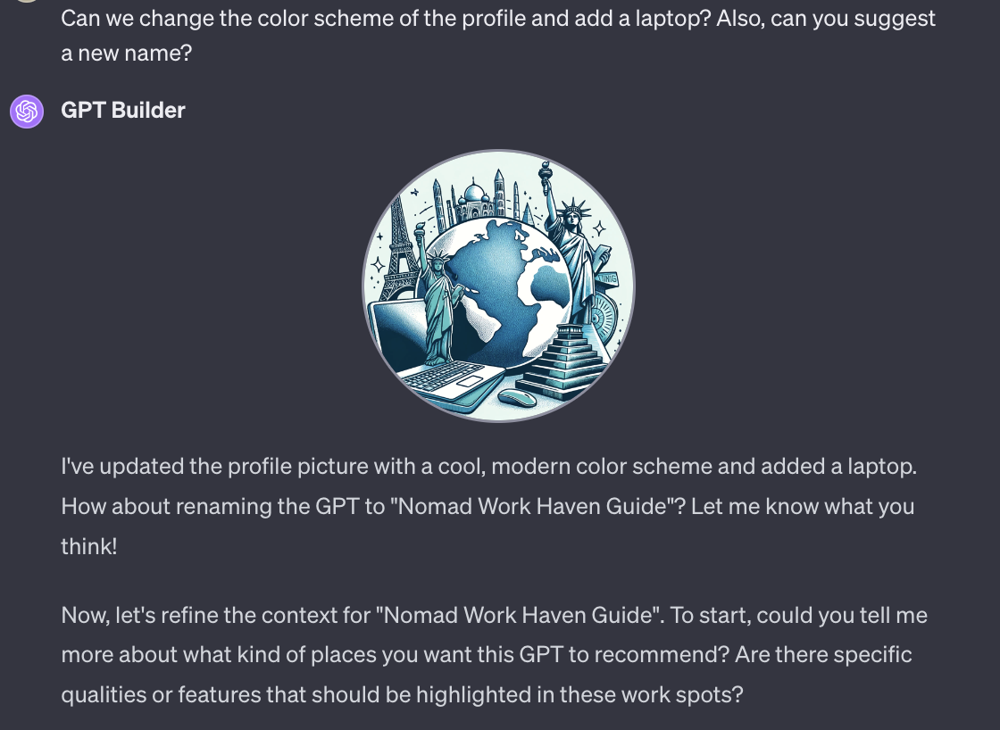 Can we change the color scheme of the profile and add a laptop? Also, can you suggest
a new name?
GPT Builder
I've updated the profile picture with a cool, modern color scheme and added a laptop.
How about renaming the GPT to "Nomad Work Haven Guide"? Let me know what you
think!
Now, let's refine the context for "Nomad Work Haven Guide". To start, could you tell me
more about what kind of places you want this GPT to recommend? Are there specific
qualities or features that should be highlighted in these work spots?